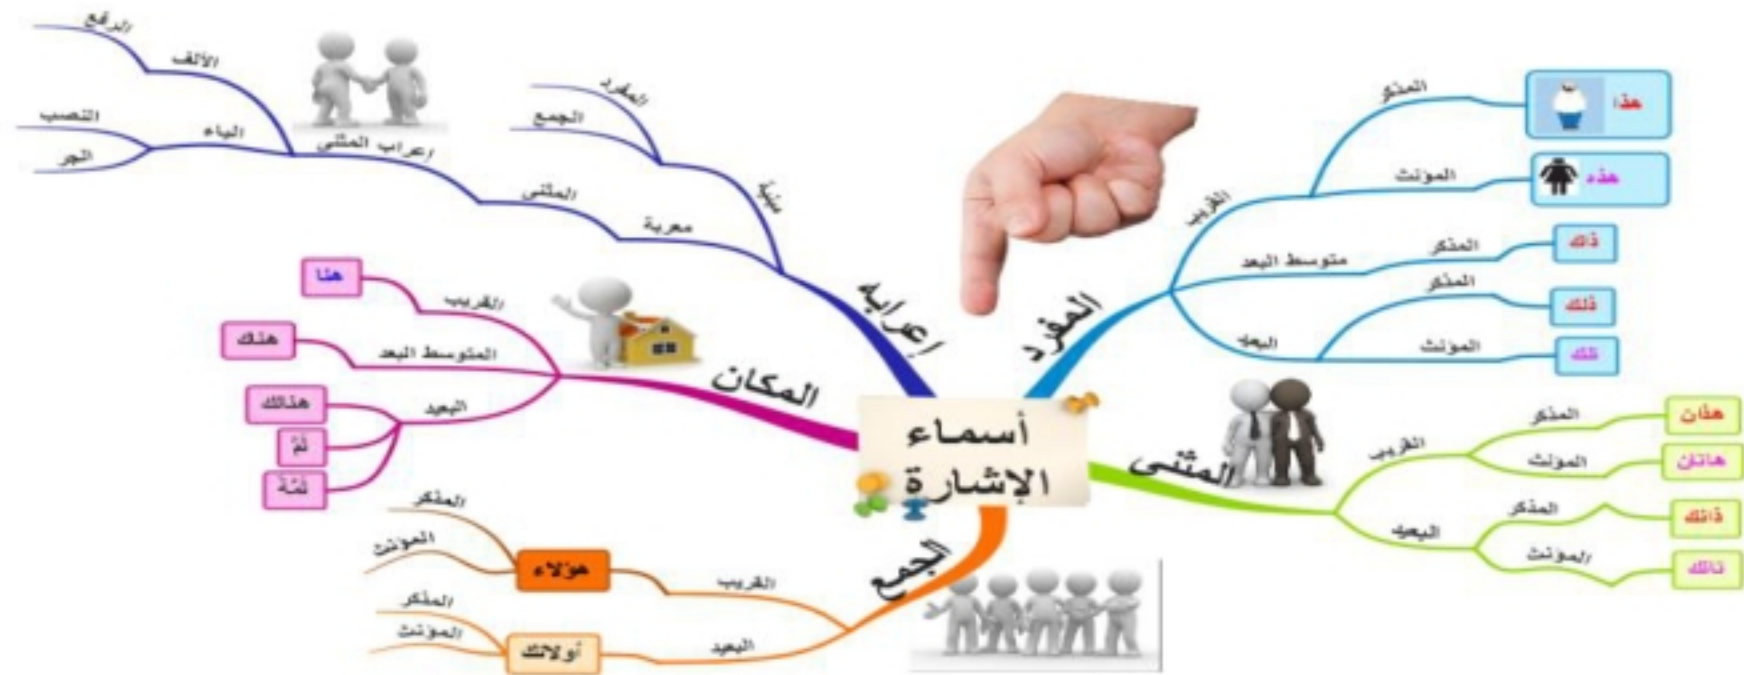 أسماء
الإشارة
المفرد
القريب
المذكر
هذا
المؤنث
هذه
متوسط البعد
المذكر
ذاك
البعيد
المذكر
ذلك
المؤنث
تلك
المثنى
القريب
المذكر
هذان
المؤنث
هاتان
البعيد
المذكر
ذانك
المؤنث
تانك
الجمع
القريب
هؤلاء
المذكر
المؤنث
البعيد
أولائك
المذكر
المؤنث
المكان
القريب
هنا
المتوسط البعد
هناك
البعيد
هنالك
ثَمَّ
ثَمَّةَ
إعرابه
مبنية
المفرد
الجمع
معربة
المثنى
إعراب المثنى
الألف
الرفع
الياء
النصب
الجر